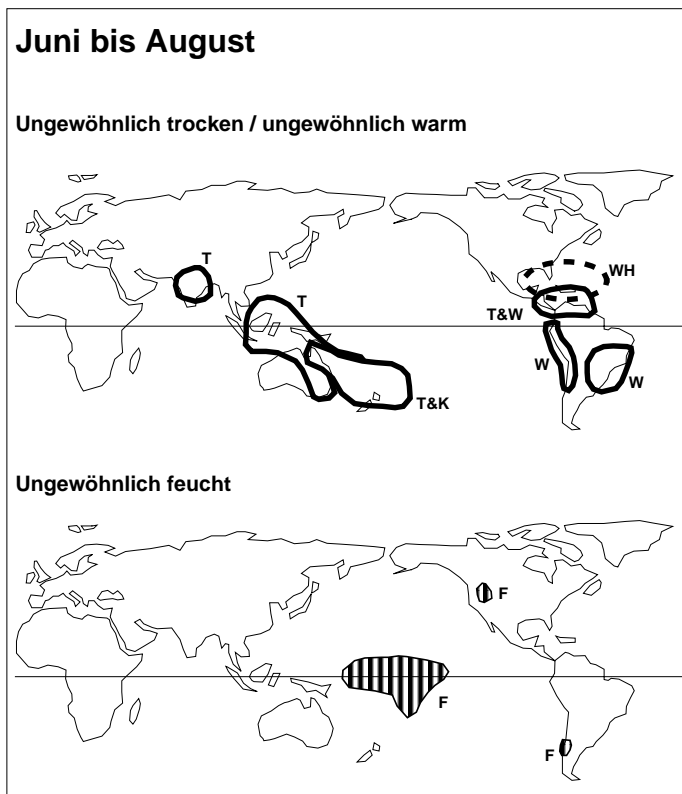 Juni bis August
Ungewöhnlich trocken / ungewöhnlich warm
T
WH
T
T&W
W
W
T&K
Ungewöhnlich feucht
F
F
F